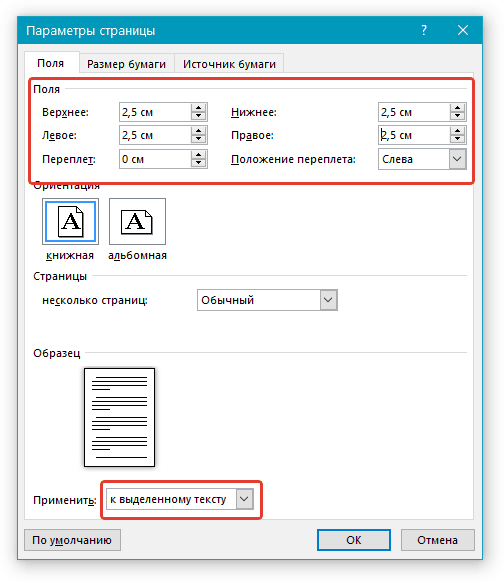 Параметры страницы ?
Поля Размер бумаги Источник бумаги
Поля
Верхнее: 2,5 см Нижнее: 2,5 см
Левое: 2,5 см Правое: 2,5 см
Переплет: 0 см Положение переплета: Слева
Ориентация
A A
книжная альбомная
Страницы
несколько страниц: Обычный
Образец
Применить: к выделенному тексту
По умолчанию ОК Отмена